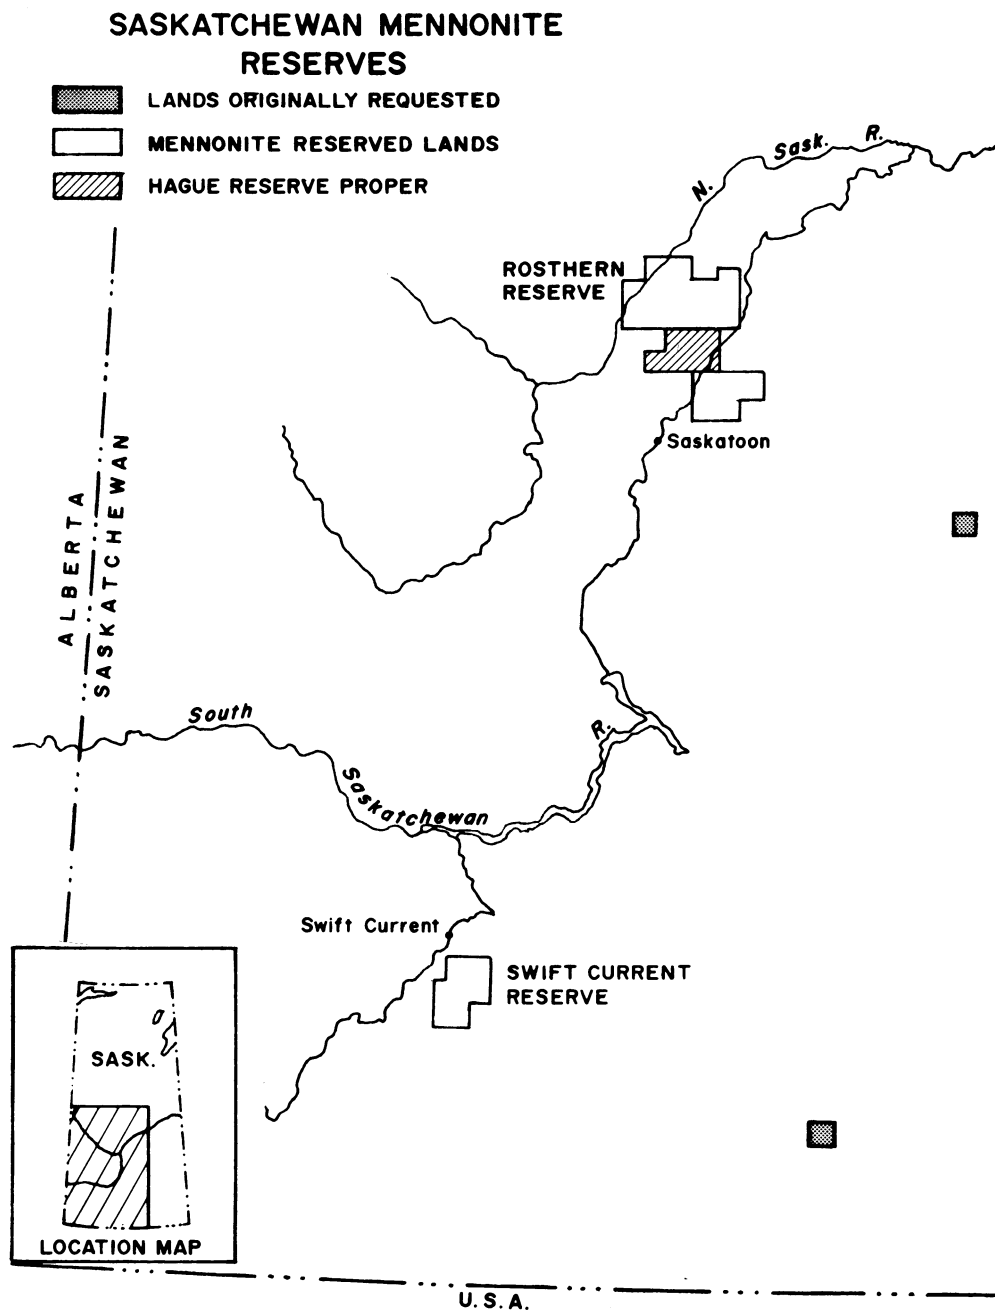 SASKATCHEWAN MENNONITE
RESERVES
LANDS ORIGINALLY REQUESTED
MENNONITE RESERVED LANDS
HAGUE RESERVE PROPER
N. Sask. R.
ROSTHERN
RESERVE
Saskatoon
ALBERTA
SASKATCHEWAN
South Saskatchewan R.
Swift Current
SWIFT CURRENT
RESERVE
SASK.
LOCATION MAP
U.S.A.